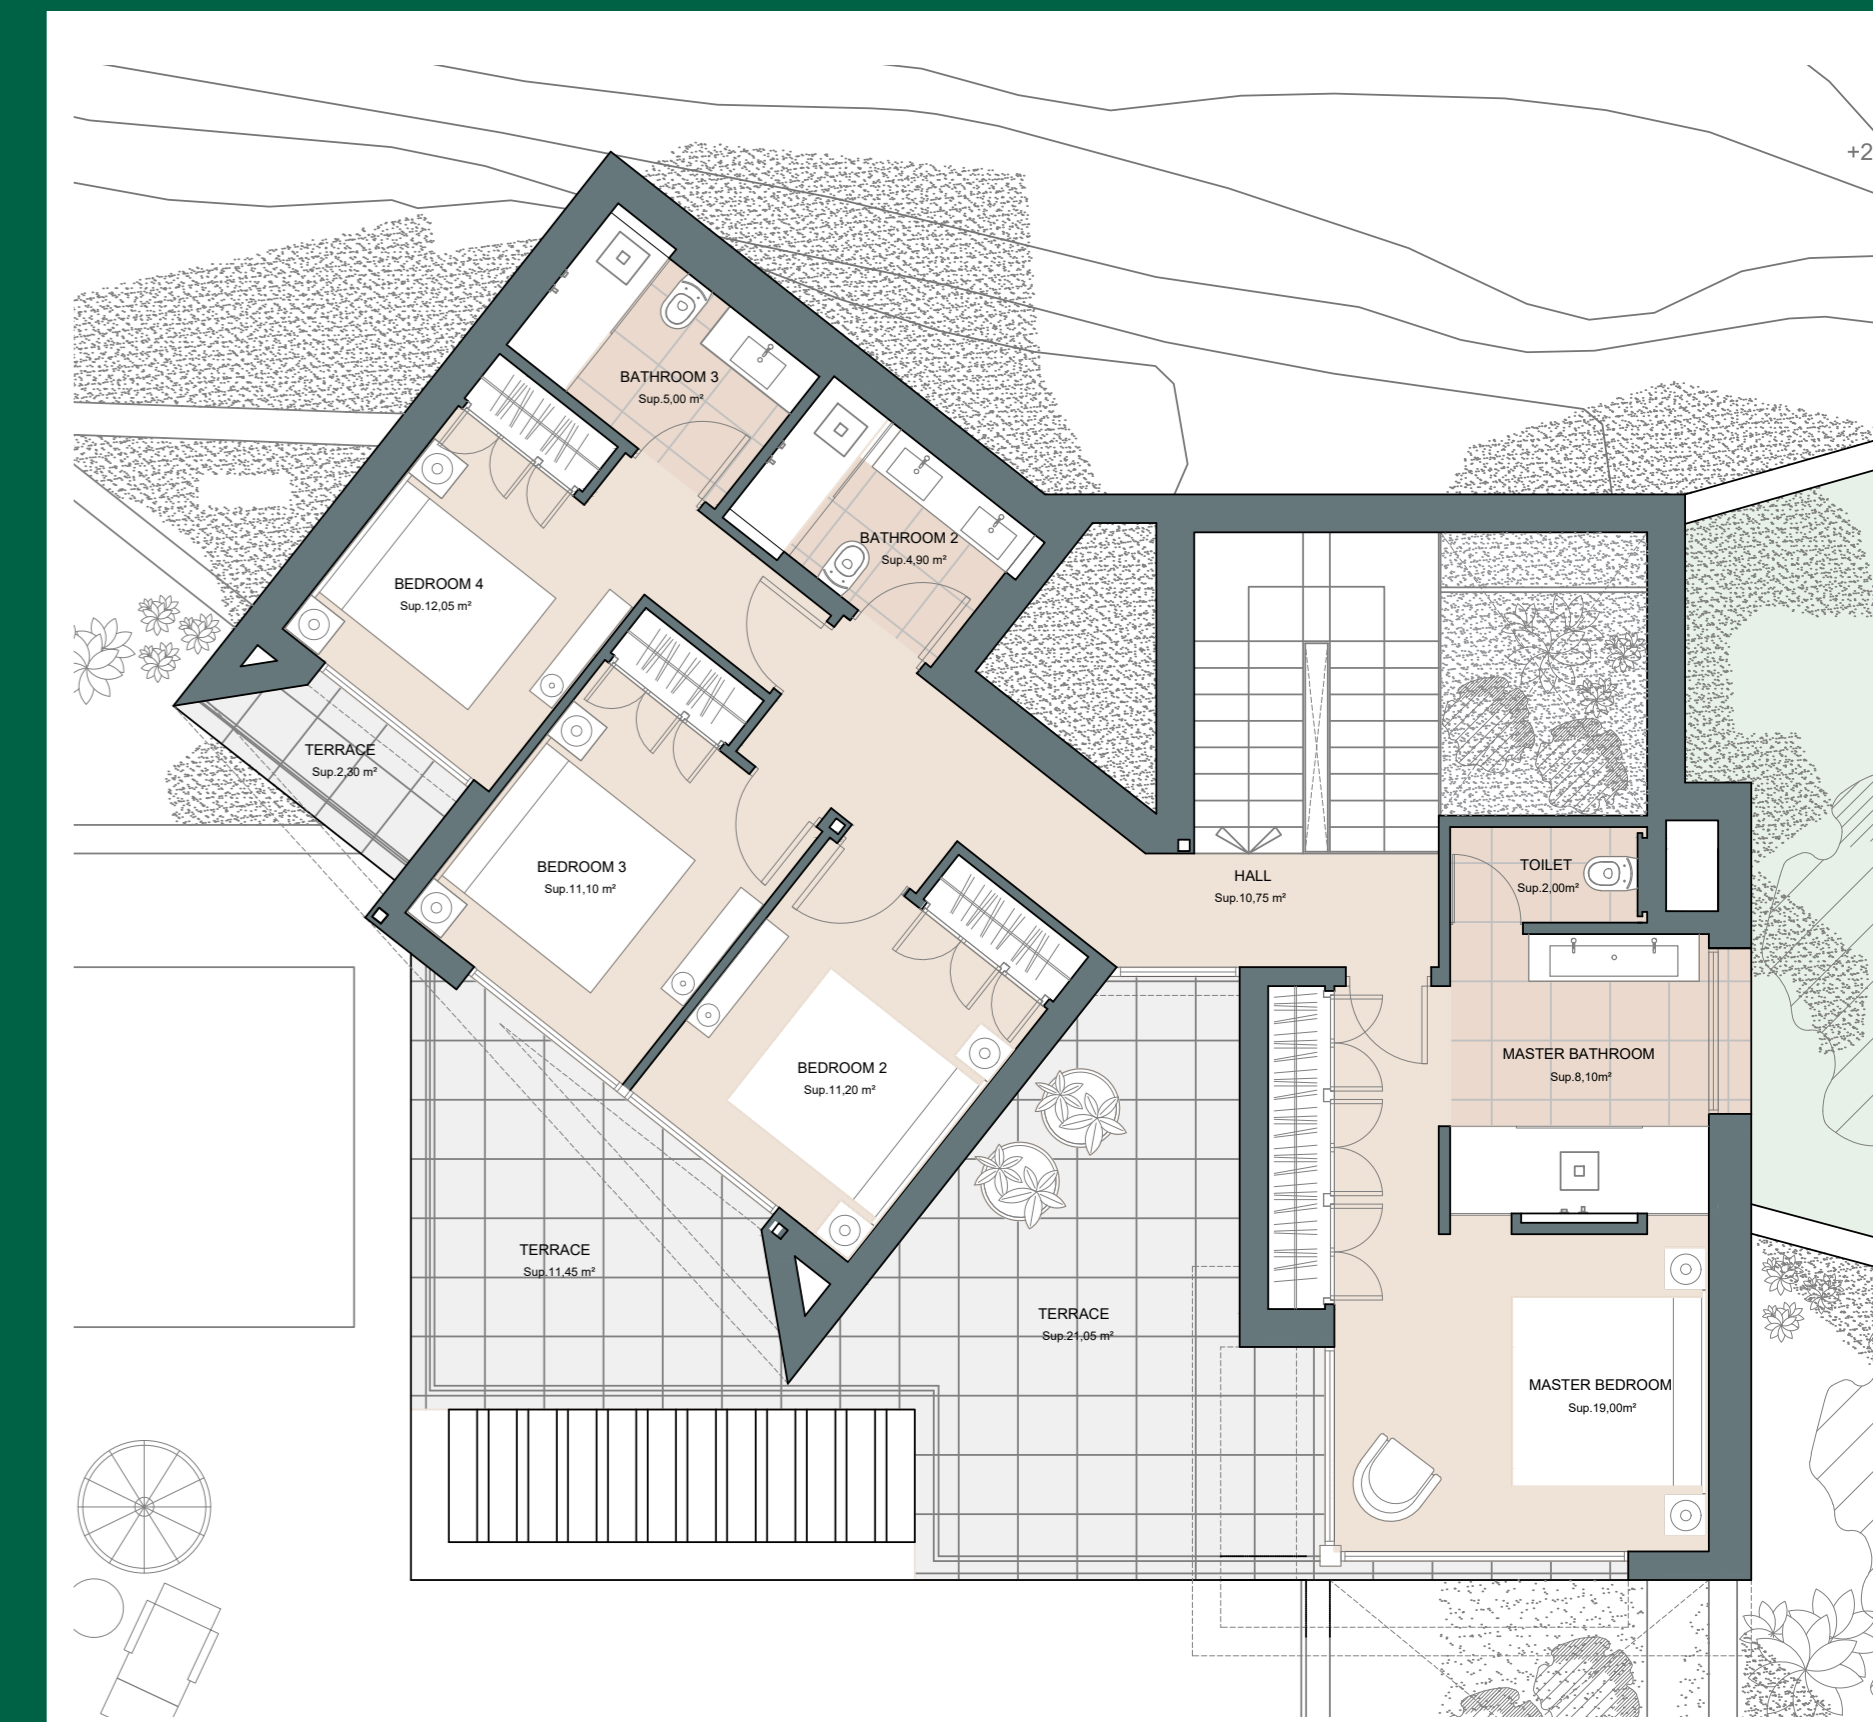 +2
BATHROOM 3
Sup.5,00 m²
BATHROOM 2
Sup.4,90 m²
BEDROOM 4
Sup.12,05 m²
TERRACE
Sup.2,30 m²
BEDROOM 3
Sup.11,10 m²
HALL
Sup.10,75 m²
TOILET
Sup.2,00m²
MASTER BATHROOM
Sup.8,10m²
BEDROOM 2
Sup.11,20 m²
TERRACE
Sup.11,45 m²
TERRACE
Sup.21,05 m²
MASTER BEDROOM
Sup.19,00m²